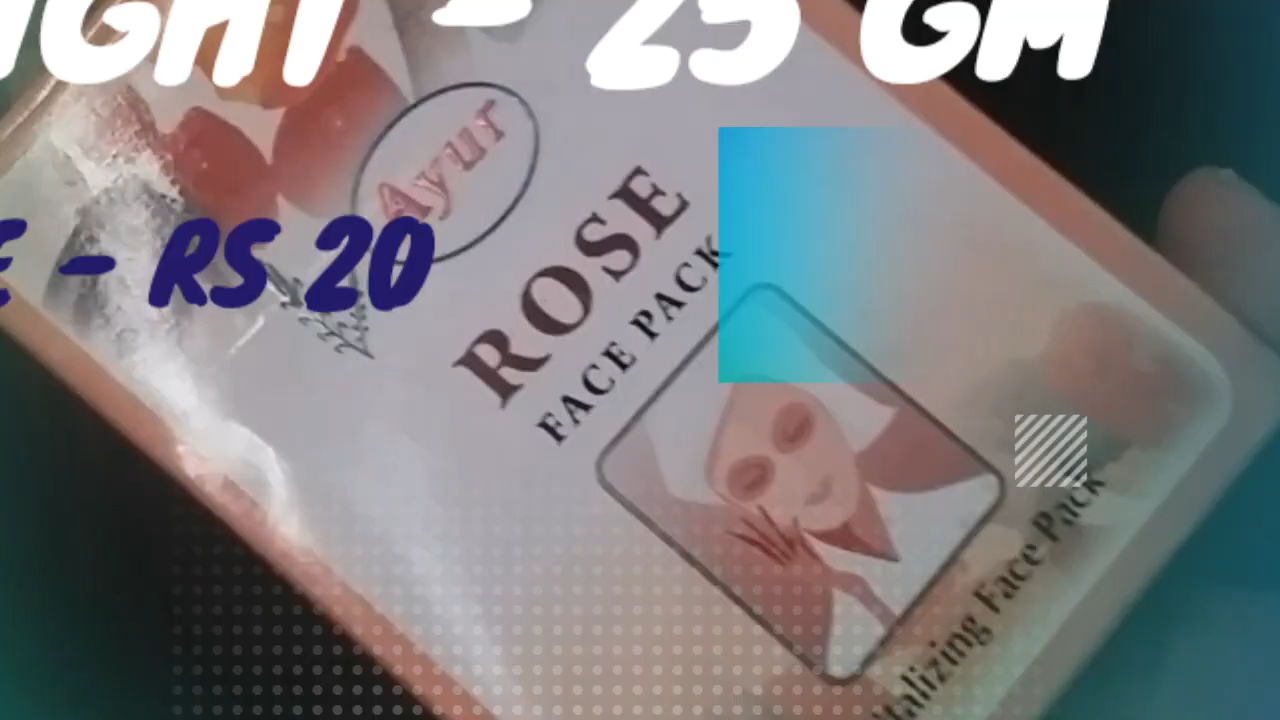 IGHT - 25 GM
E - RS 20
Ayur
ROSE
FACE PACK
talizing Face Pack